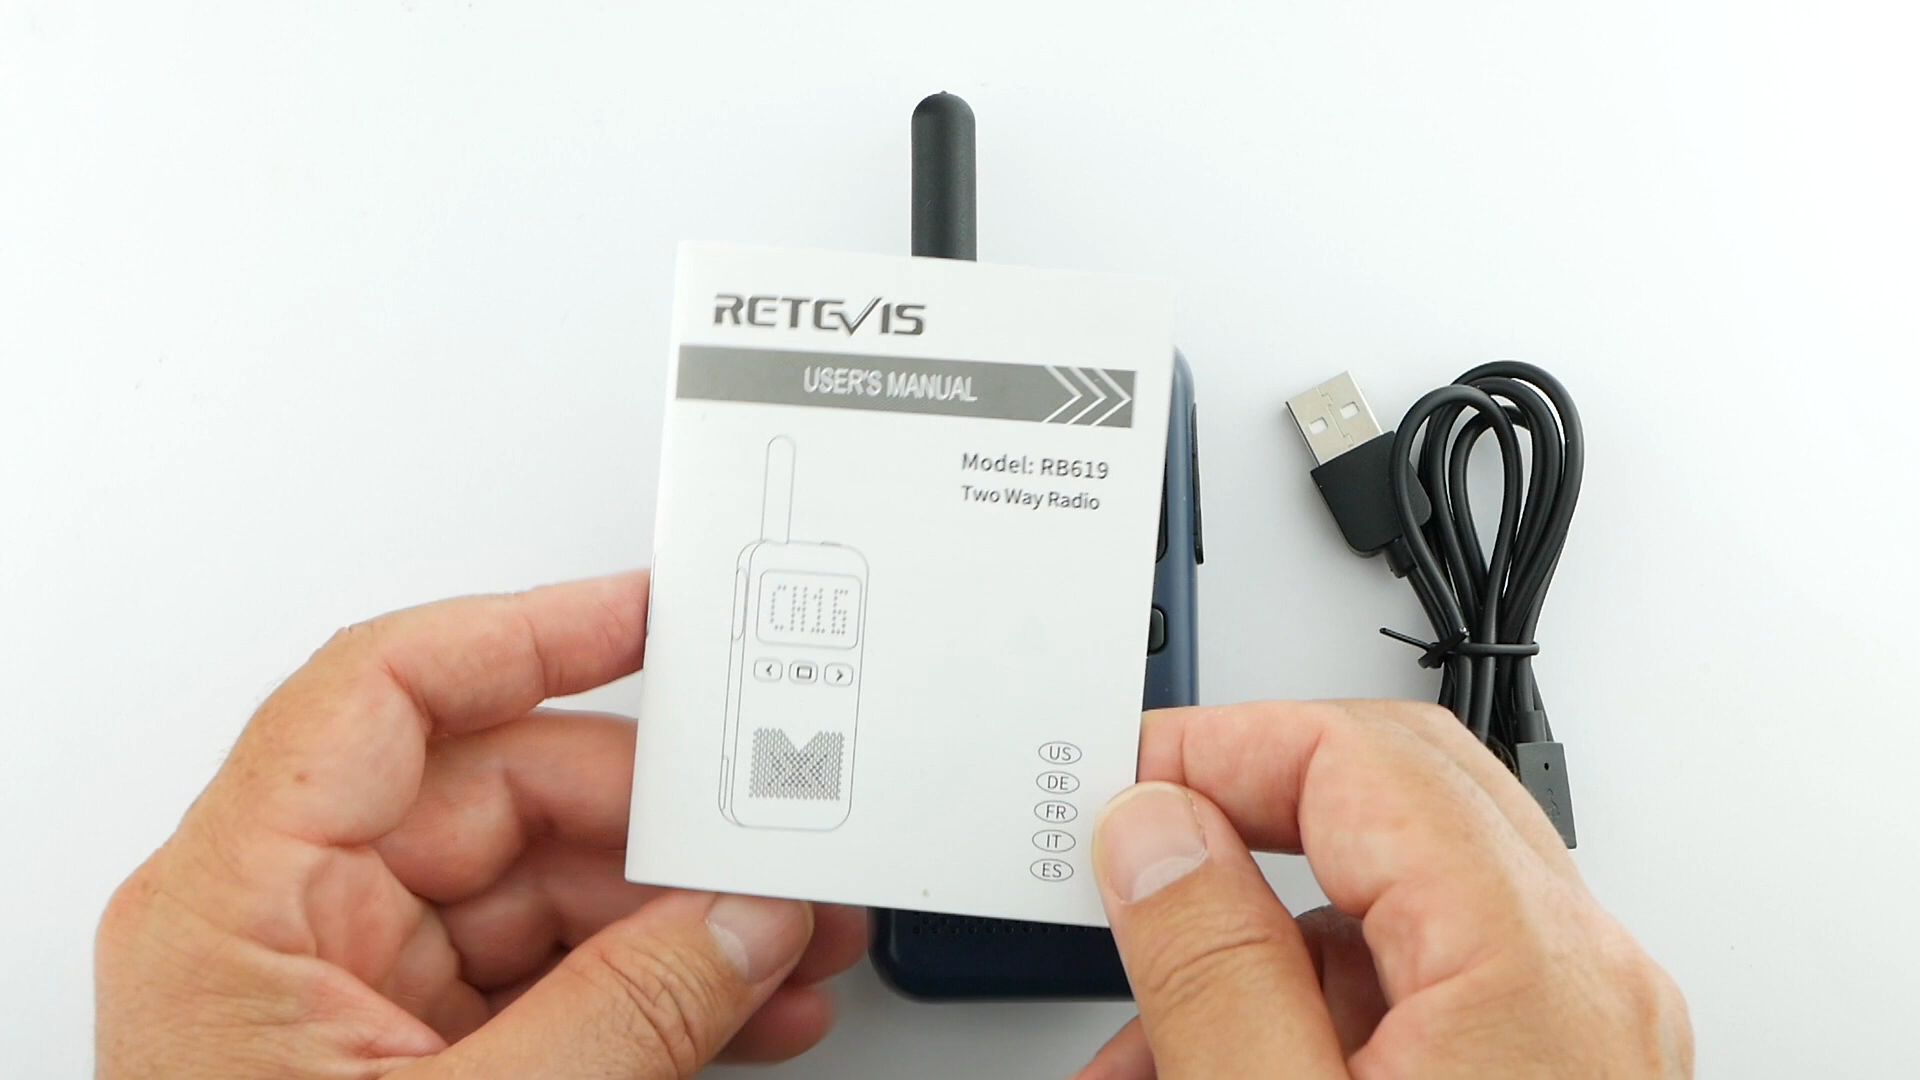 RETEVIS
USER'S MANUAL
Model: RB619
Two Way Radio
CH16
US
DE
FR
IT
ES